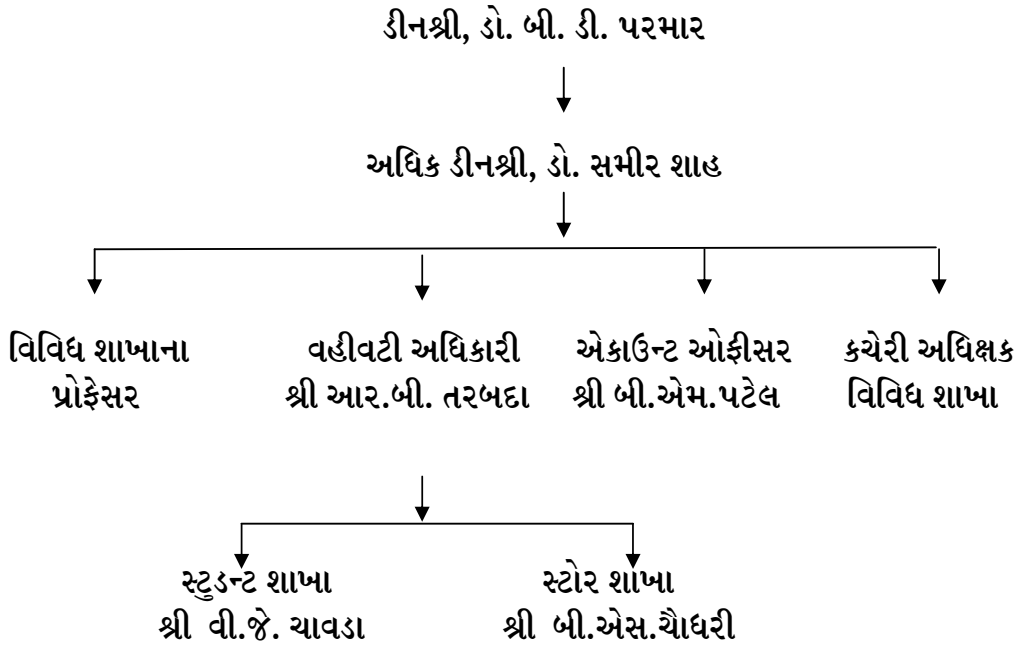 ડીનશ્રી, ડો. બી. ડી. પરમાર
અધિક ડીનશ્રી, ડો. સમીર શાહ
વિવિધ શાખાના
પ્રોફેસર
વહીવટી અધિકારી
શ્રી આર.બી. તરબદા
એકાઉન્ટ ઓફીસર
શ્રી બી.એમ.પટેલ
કચેરી અધિક્ષક
વિવિધ શાખા
સ્ટુડન્ટ શાખા
શ્રી વી.જે. ચાવડા
સ્ટોર શાખા
શ્રી બી.એસ.ચૌધરી